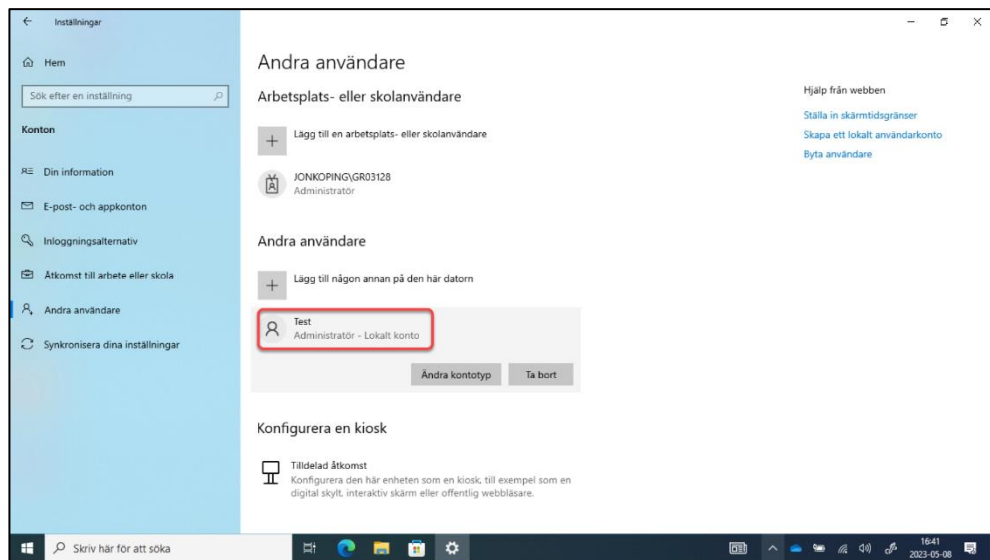 Inställningar
Hem
Sök efter en inställning
Konton
Din information
E-post- och appkonton
Inloggningsalternativ
Åtkomst till arbete eller skola
Andra användare
Synkronisera dina inställningar
Andra användare
Arbetsplats- eller skolanvändare
Lägg till en arbetsplats- eller skolanvändare
JONKOPING\GR03128
Administratör
Andra användare
Lägg till någon annan på den här datorn
Test
Administratör - Lokalt konto
Ändra kontotyp
Ta bort
Konfigurera en kiosk
Tilldelad åtkomst
Konfigurera den här enheten som en kiosk, till exempel som en
digital skylt, interaktiv skärm eller offentlig webbläsare.
Hjälp från webben
Ställa in skärmtidsgränser
Skapa ett lokalt användarkonto
Byta användare
Skriv här för att söka
16:41
2023-05-08